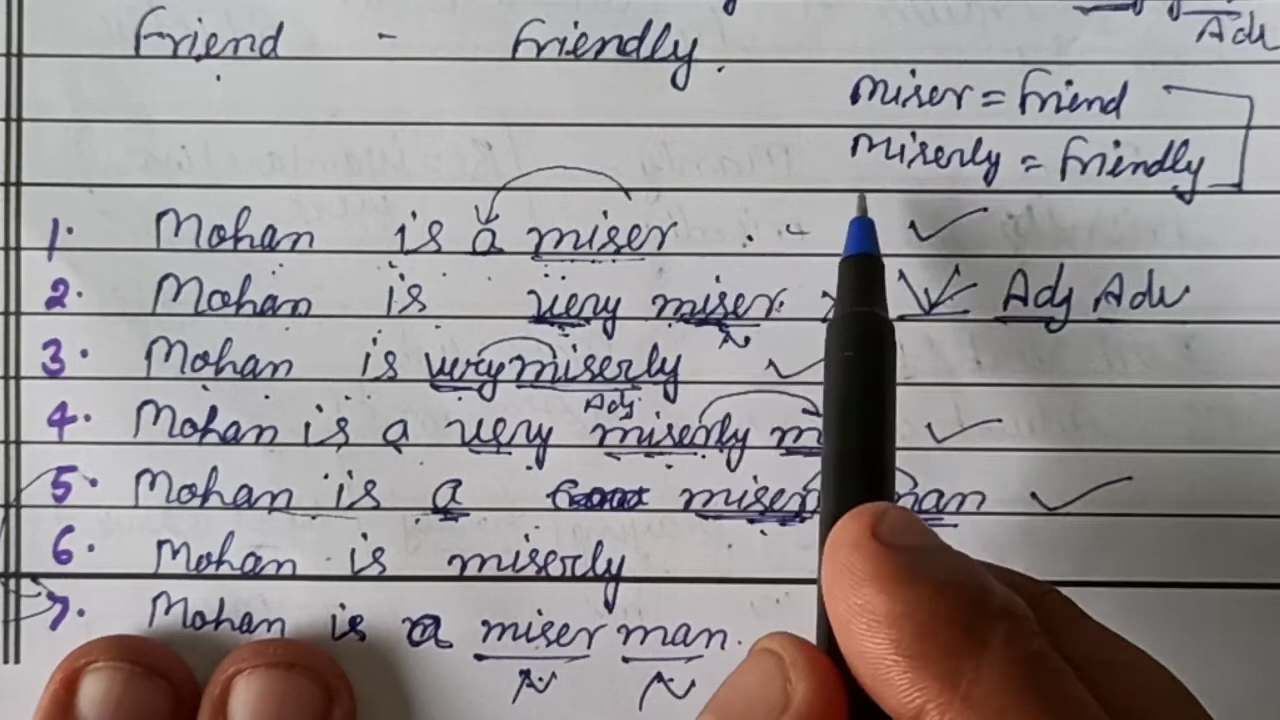 Adv
Friend - Friendly.
miser = Friend
miserly = Friendly
1. Mohan is a miser. ✓
2. Mohan is very miser. Adj Adv
N
3. Mohan is very miserly ✓
Adj
4. Mohan is a very miserly ✓
5. Mohan is a man ✓
6. Mohan is miserly
7. Mohan is a miser man.
N N